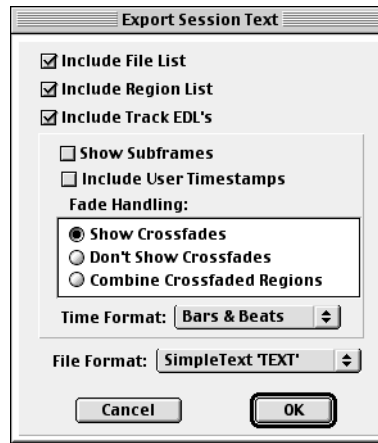 Export Session Text
Include File List
Include Region List
Include Track EDL's
Show Subframes
Include User Timestamps
Fade Handling:
Show Crossfades
Don't Show Crossfades
Combine Crossfaded Regions
Time Format: Bars & Beats
File Format: SimpleText 'TEXT'
Cancel OK